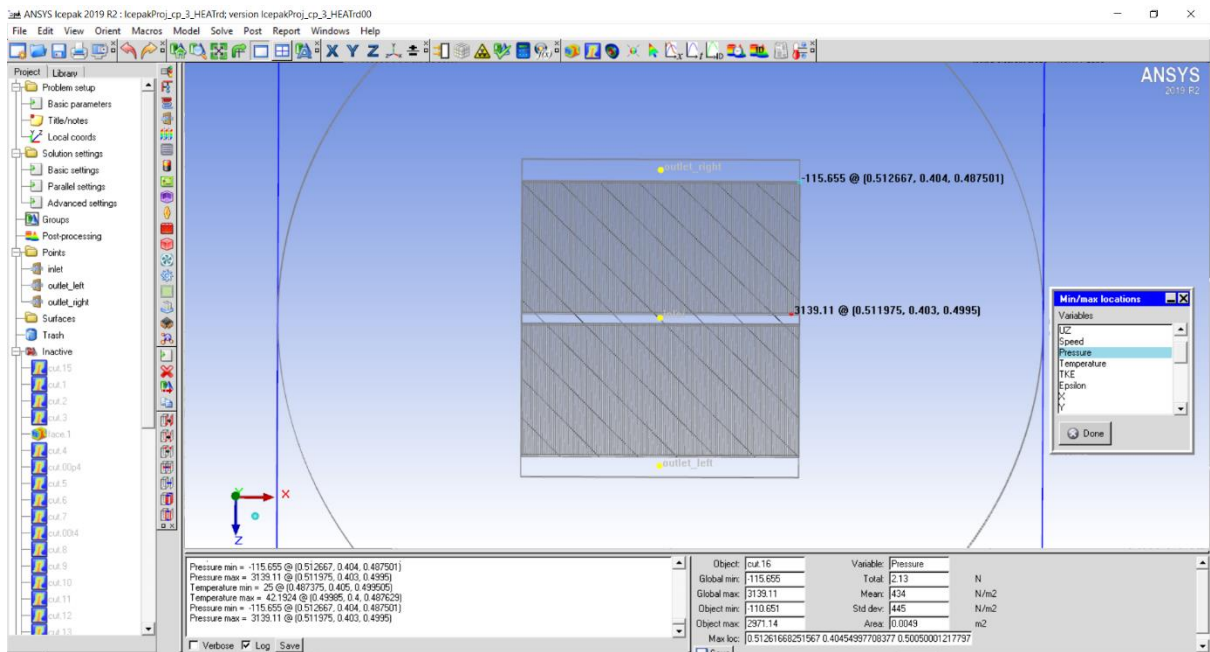 ANSYS Icepak 2019 R2 : IcepakProj_cp_3_HEATrd; version IcepakProj_cp_3_HEATrd00
File Edit View Orient Macros Model Solve Post Report Windows Help
X Y Z
Project Library
Problem setup
Basic parameters
Title/notes
Local coords
Solution settings
Basic settings
Parallel settings
Advanced settings
Groups
Post-processing
Points
inlet
outlet_left
outlet_right
Surfaces
Trash
Inactive
cut.15
cut.1
cut.2
cut.3
face.1
cut.4
cut.00p4
cut.5
cut.6
cut.7
cut.00t4
cut.8
cut.9
cut.10
cut.11
cut.12
cut.13
ANSYS
2019 R2
outlet_right
-115.655 @ (0.512667, 0.404, 0.487501)
3139.11 @ (0.511975, 0.403, 0.4995)
outlet_left
Y X
Z
Min/max locations
Variables
UZ
Speed
Pressure
Temperature
TKE
Epsilon
X
Y
Done
Pressure min = -115.655 @ (0.512667, 0.404, 0.487501)
Pressure max = 3139.11 @ (0.511975, 0.403, 0.4995)
Temperature min = 25 @ (0.487375, 0.405, 0.499505)
Temperature max = 42.1924 @ (0.49985, 0.4, 0.487629)
Pressure min = -115.655 @ (0.512667, 0.404, 0.487501)
Pressure max = 3139.11 @ (0.511975, 0.403, 0.4995)
Verbose Log Save
Object: cut.16 Variable: Pressure
Global min: -115.655 Total: 2.13 N
Global max: 3139.11 Mean: 434 N/m2
Object min: -110.651 Std dev: 445 N/m2
Object max: 2971.14 Area: 0.0049 m2
Max loc: 0.51261668251567 0.40454997708377 0.50050001217797